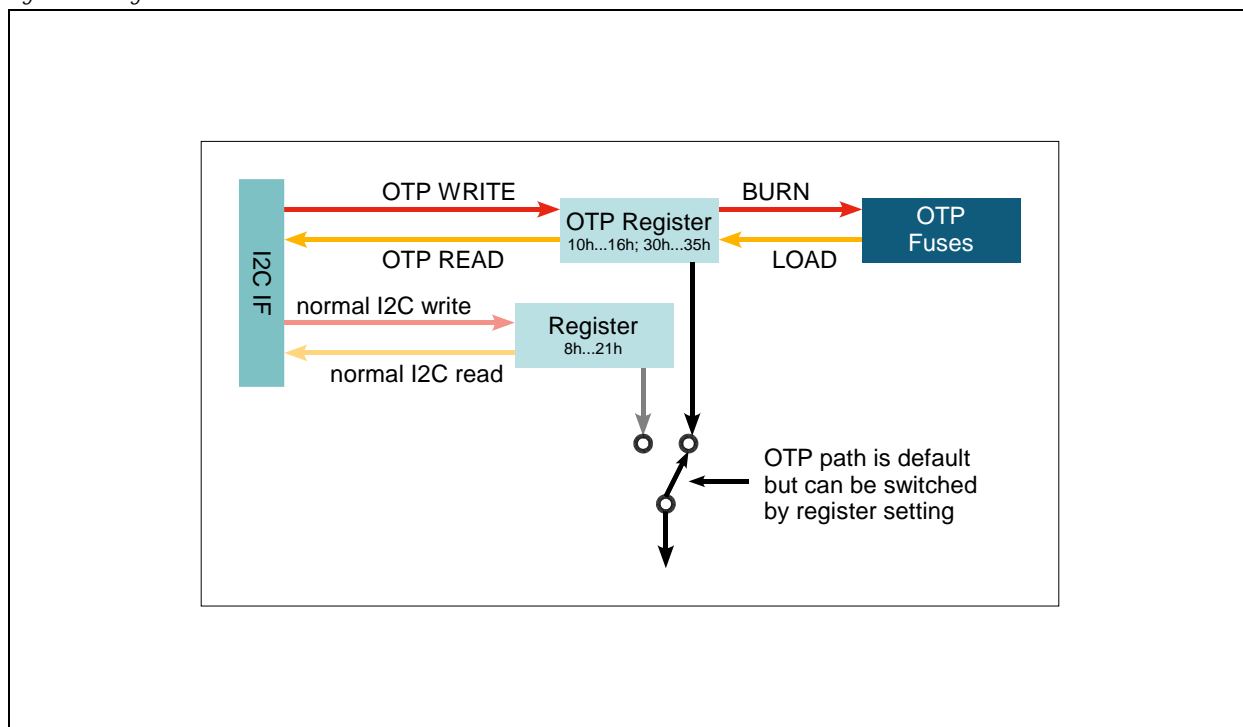 OTP WRITE
BURN
OTP Register
10h...16h; 30h...35h
OTP
Fuses
OTP READ
LOAD
I2C IF
normal I2C write
Register
8h...21h
normal I2C read
OTP path is default
but can be switched
by register setting